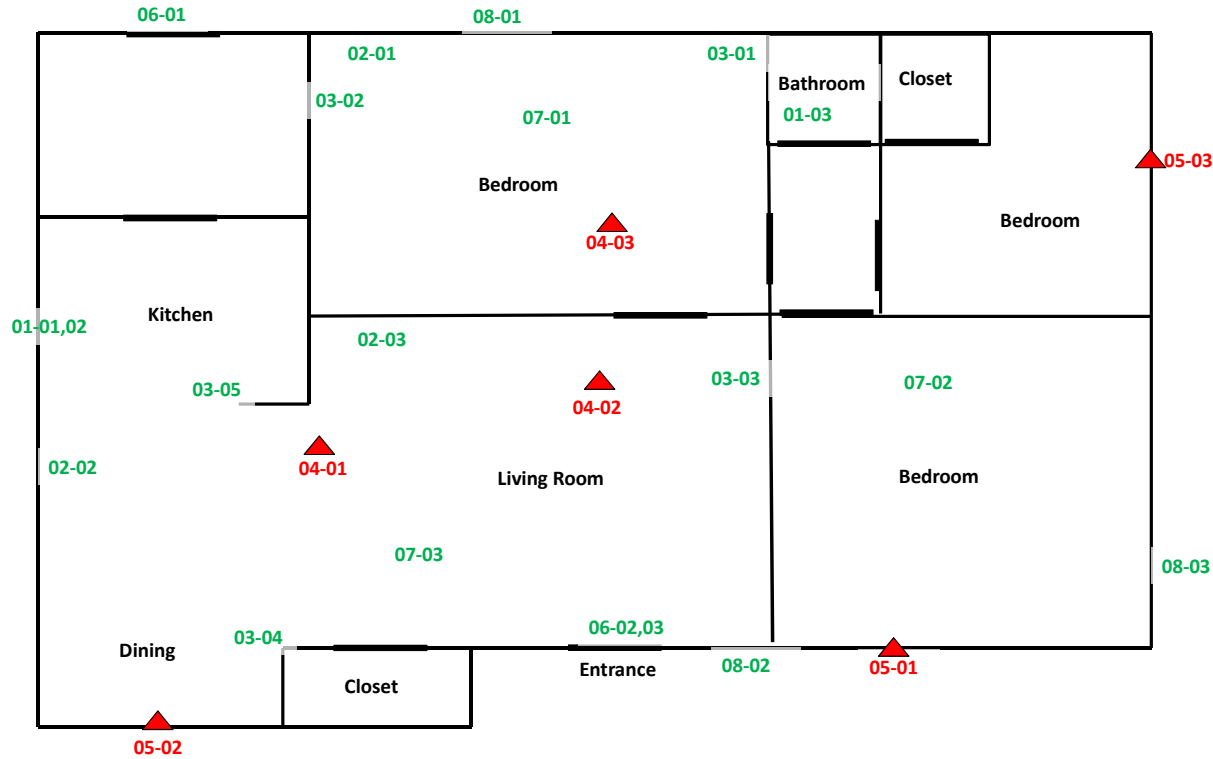 06-01
08-01
02-01
03-01
Bathroom
Closet
03-02
07-01
01-03
05-03
Bedroom
Bedroom
04-03
Kitchen
01-01,02
02-03
03-05
03-03
07-02
04-02
02-02
04-01
Living Room
Bedroom
07-03
08-03
03-04
06-02,03
Dining
Entrance
08-02
05-01
Closet
05-02